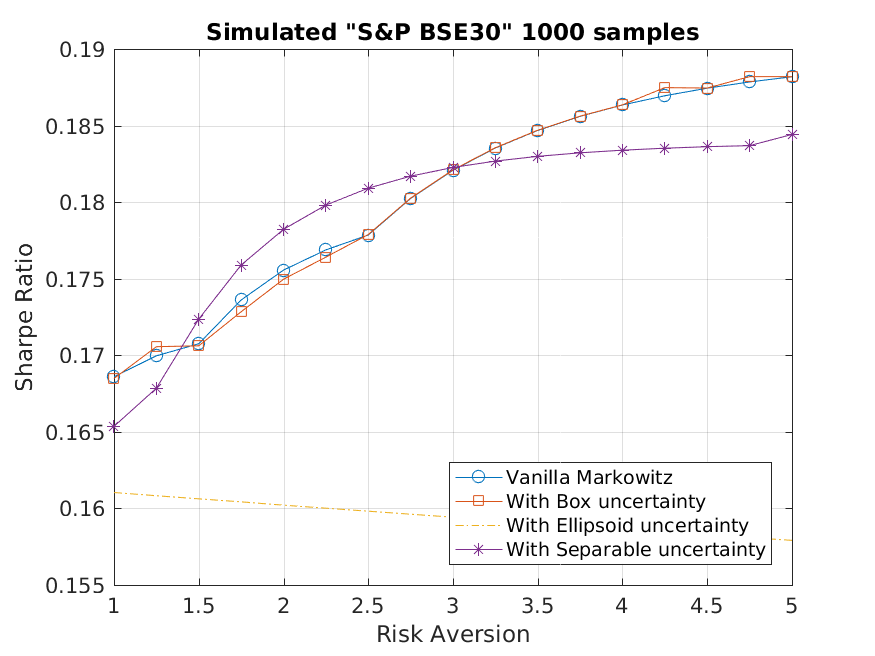 Simulated "S&P BSE30" 1000 samples
0.19
0.185
0.18
0.175
0.17
0.165
0.16
0.155
Sharpe Ratio
Vanilla Markowitz
With Box uncertainty
With Ellipsoid uncertainty
With Separable uncertainty
1 1.5 2 2.5 3 3.5 4 4.5 5
Risk Aversion